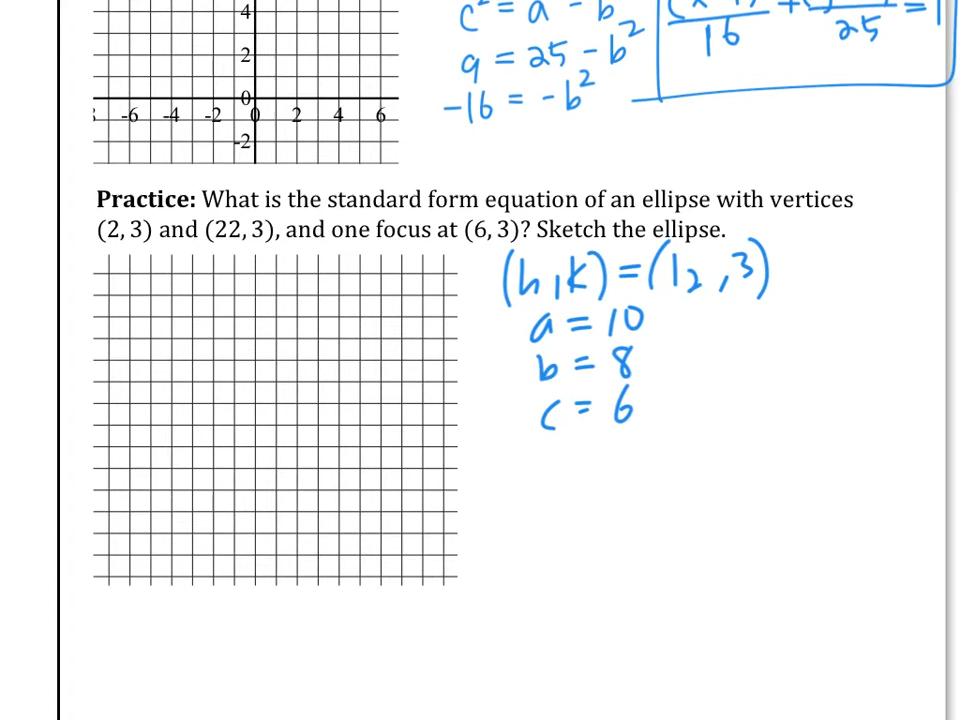 4
2
0
-6 -4 -2 0 2 4 6
-2
c² = a - b
9 = 25 - b²
-16 = -b²
16 + 25 = 1
Practice: What is the standard form equation of an ellipse with vertices
(2, 3) and (22, 3), and one focus at (6, 3)? Sketch the ellipse.
(h,k) = (12,3)
a = 10
b = 8
c = 6